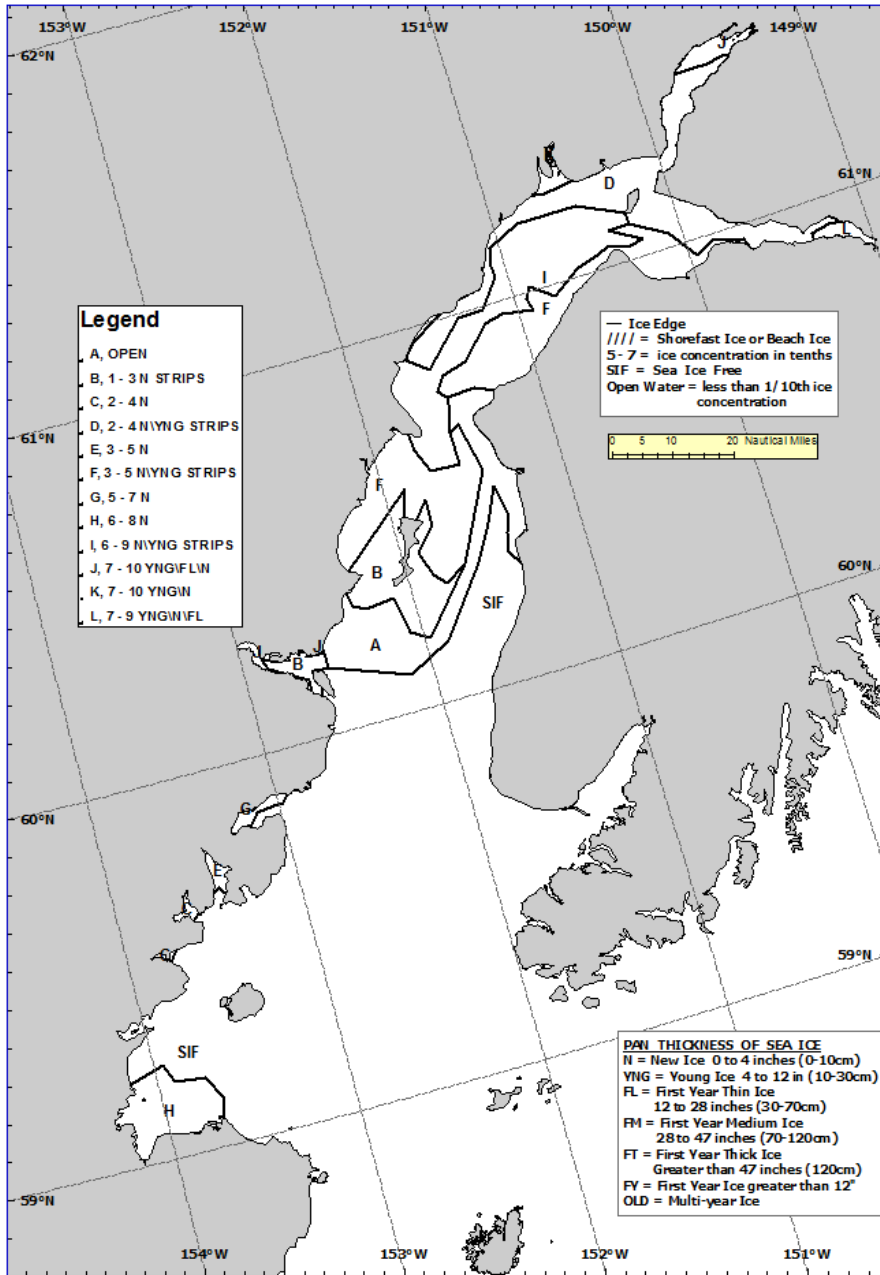 153°W
152°W
151°W
150°W
149°W
62°N
J
D
61°N
L
I
F
Legend
A, OPEN
B, 1 - 3 N STRIPS
C, 2 - 4 N
D, 2 - 4 N\YNG STRIPS
E, 3 - 5 N
F, 3 - 5 N\YNG STRIPS
G, 5 - 7 N
H, 6 - 8 N
I, 6 - 9 N\YNG STRIPS
J, 7 - 10 YNG\FL\N
K, 7 - 10 YNG\N
L, 7 - 9 YNG\N\FL
— Ice Edge
//// = Shorefast Ice or Beach Ice
5 - 7 = ice concentration in tenths
SIF = Sea Ice Free
Open Water = less than 1/10th ice
concentration
0 5 10 20 Nautical Miles
61°N
F
60°N
B
SIF
A
J
B
G
60°N
E
59°N
SIF
H
PAN THICKNESS OF SEA ICE
N = New Ice 0 to 4 inches (0-10cm)
YNG = Young Ice 4 to 12 in (10-30cm)
FL = First Year Thin Ice
12 to 28 inches (30-70cm)
FM = First Year Medium Ice
28 to 47 inches (70-120cm)
FT = First Year Thick Ice
Greater than 47 inches (120cm)
FY = First Year Ice greater than 12"
OLD = Multi-year Ice
59°N
154°W
153°W
152°W
151°W